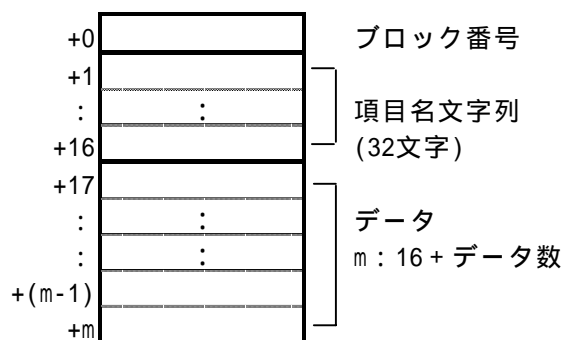 +0 ブロック番号
+1
: : 項目名文字列
+16 (32文字)
+17
: : データ
: : m：16+データ数
+(m-1)
+m